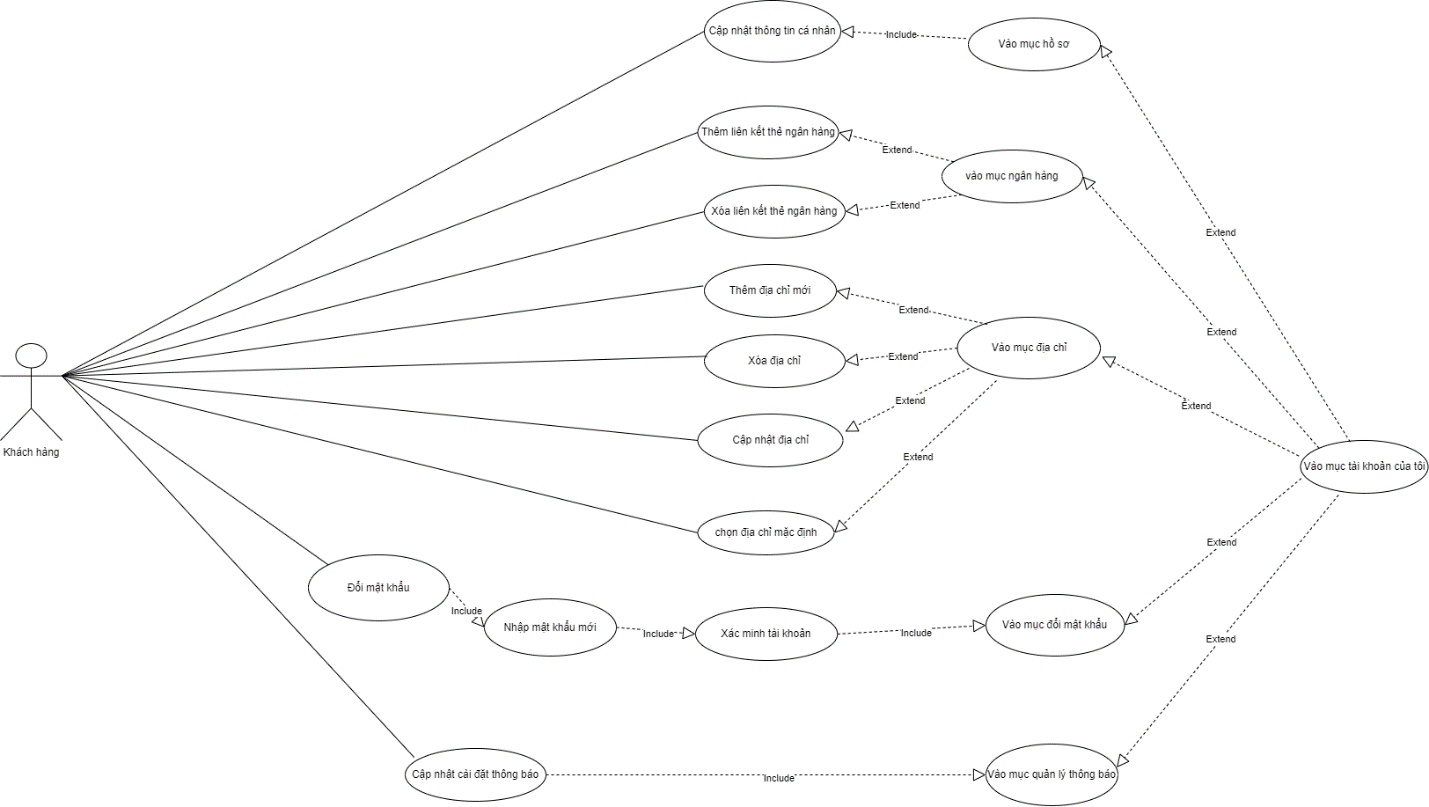 Cập nhật thông tin cá nhân
Include
Vào mục hồ sơ
Thêm liên kết thẻ ngân hàng
Extend
vào mục ngân hàng
Xóa liên kết thẻ ngân hàng
Extend
Extend
Thêm địa chỉ mới
Extend
Extend
Vào mục địa chỉ
Xóa địa chỉ
Extend
Extend
Extend
Cập nhật địa chỉ
Khách hàng
Extend
Vào mục tài khoản của tôi
chọn địa chỉ mặc định
Extend
Đổi mật khẩu
Include
Nhập mật khẩu mới
Include
Xác minh tài khoản
Include
Vào mục đổi mật khẩu
Extend
Cập nhật cài đặt thông báo
Include
Vào mục quản lý thông báo